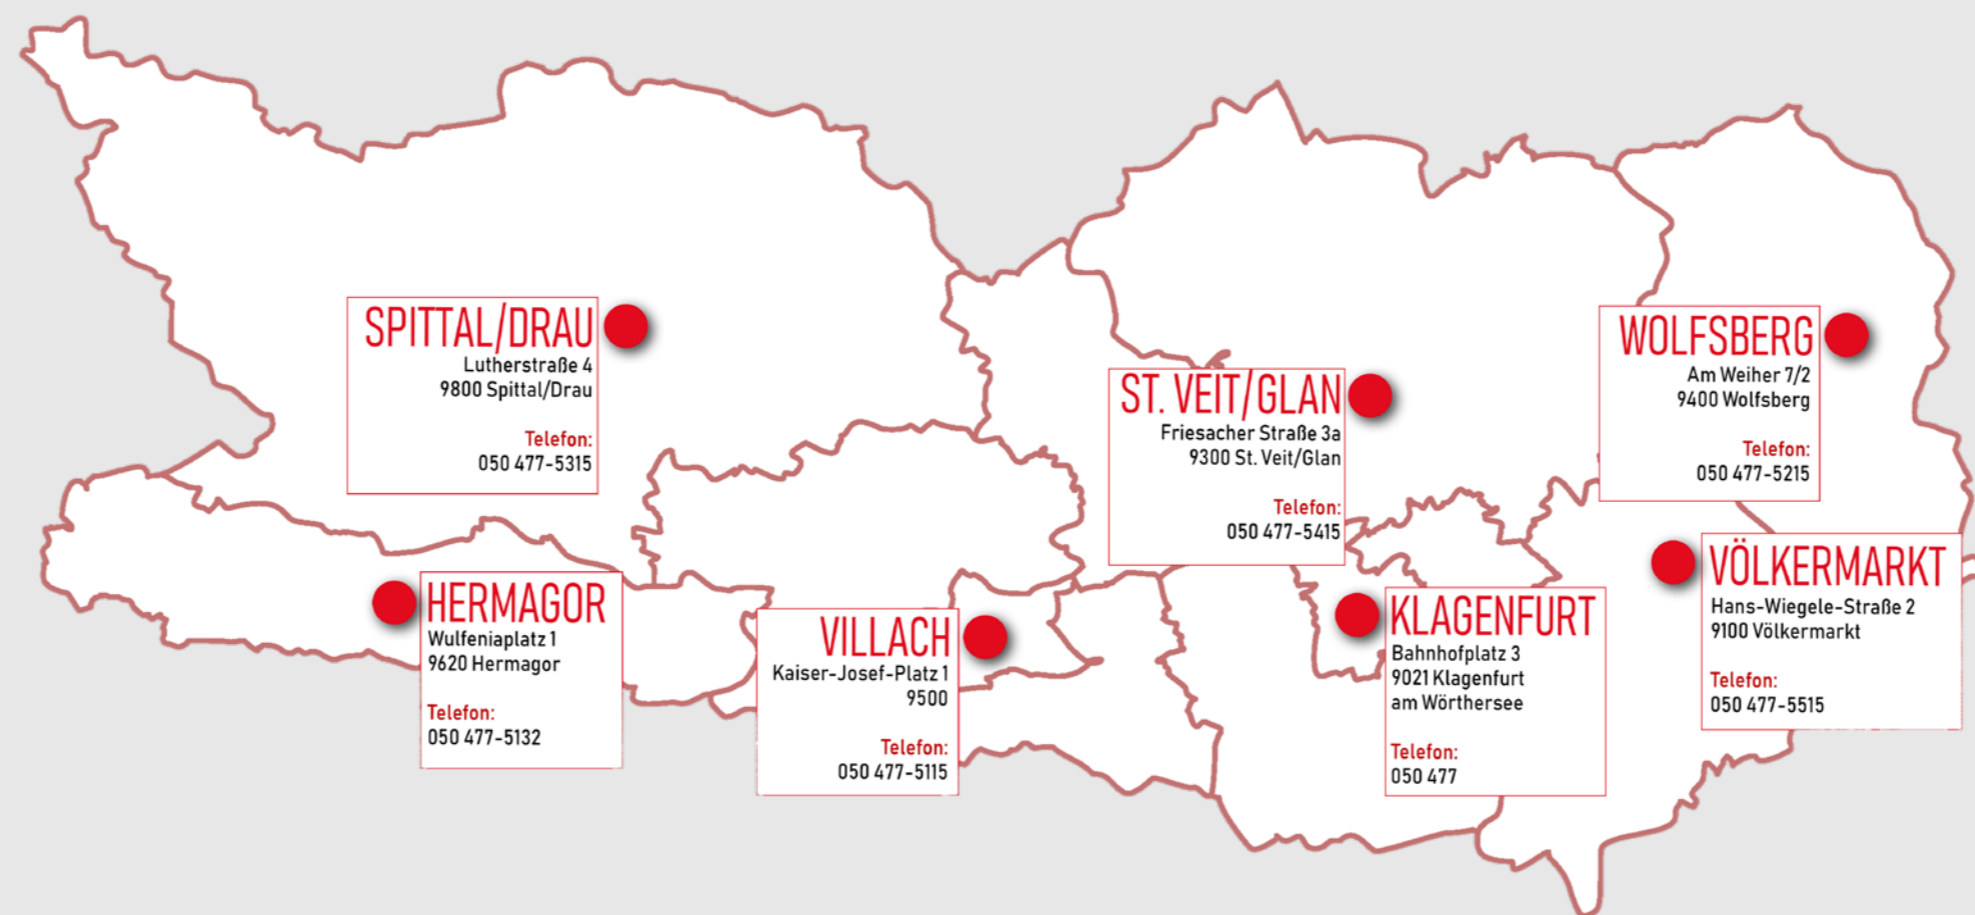 SPITTAL/DRAU
Lutherstraße 4
9800 Spittal/Drau
Telefon:
050 477-5315
HERMAGOR
Wulfeniaplatz 1
9620 Hermagor
Telefon:
050 477-5132
VILLACH
Kaiser-Josef-Platz 1
9500
Telefon:
050 477-5115
ST. VEIT/GLAN
Friesacher Straße 3a
9300 St. Veit/Glan
Telefon:
050 477-5415
KLAGENFURT
Bahnhofplatz 3
9021 Klagenfurt
am Wörthersee
Telefon:
050 477
WOLFSBERG
Am Weiher 7/2
9400 Wolfsberg
Telefon:
050 477-5215
VÖLKERMARKT
Hans-Wiegele-Straße 2
9100 Völkermarkt
Telefon:
050 477-5515